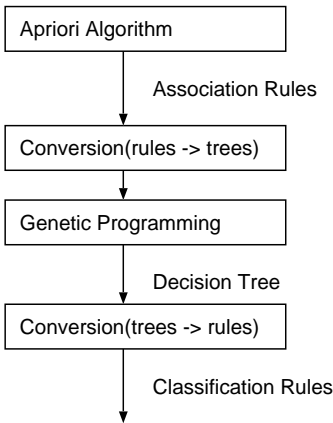 Apriori Algorithm
Association Rules
Conversion(rules -> trees)
Genetic Programming
Decision Tree
Conversion(trees -> rules)
Classification Rules